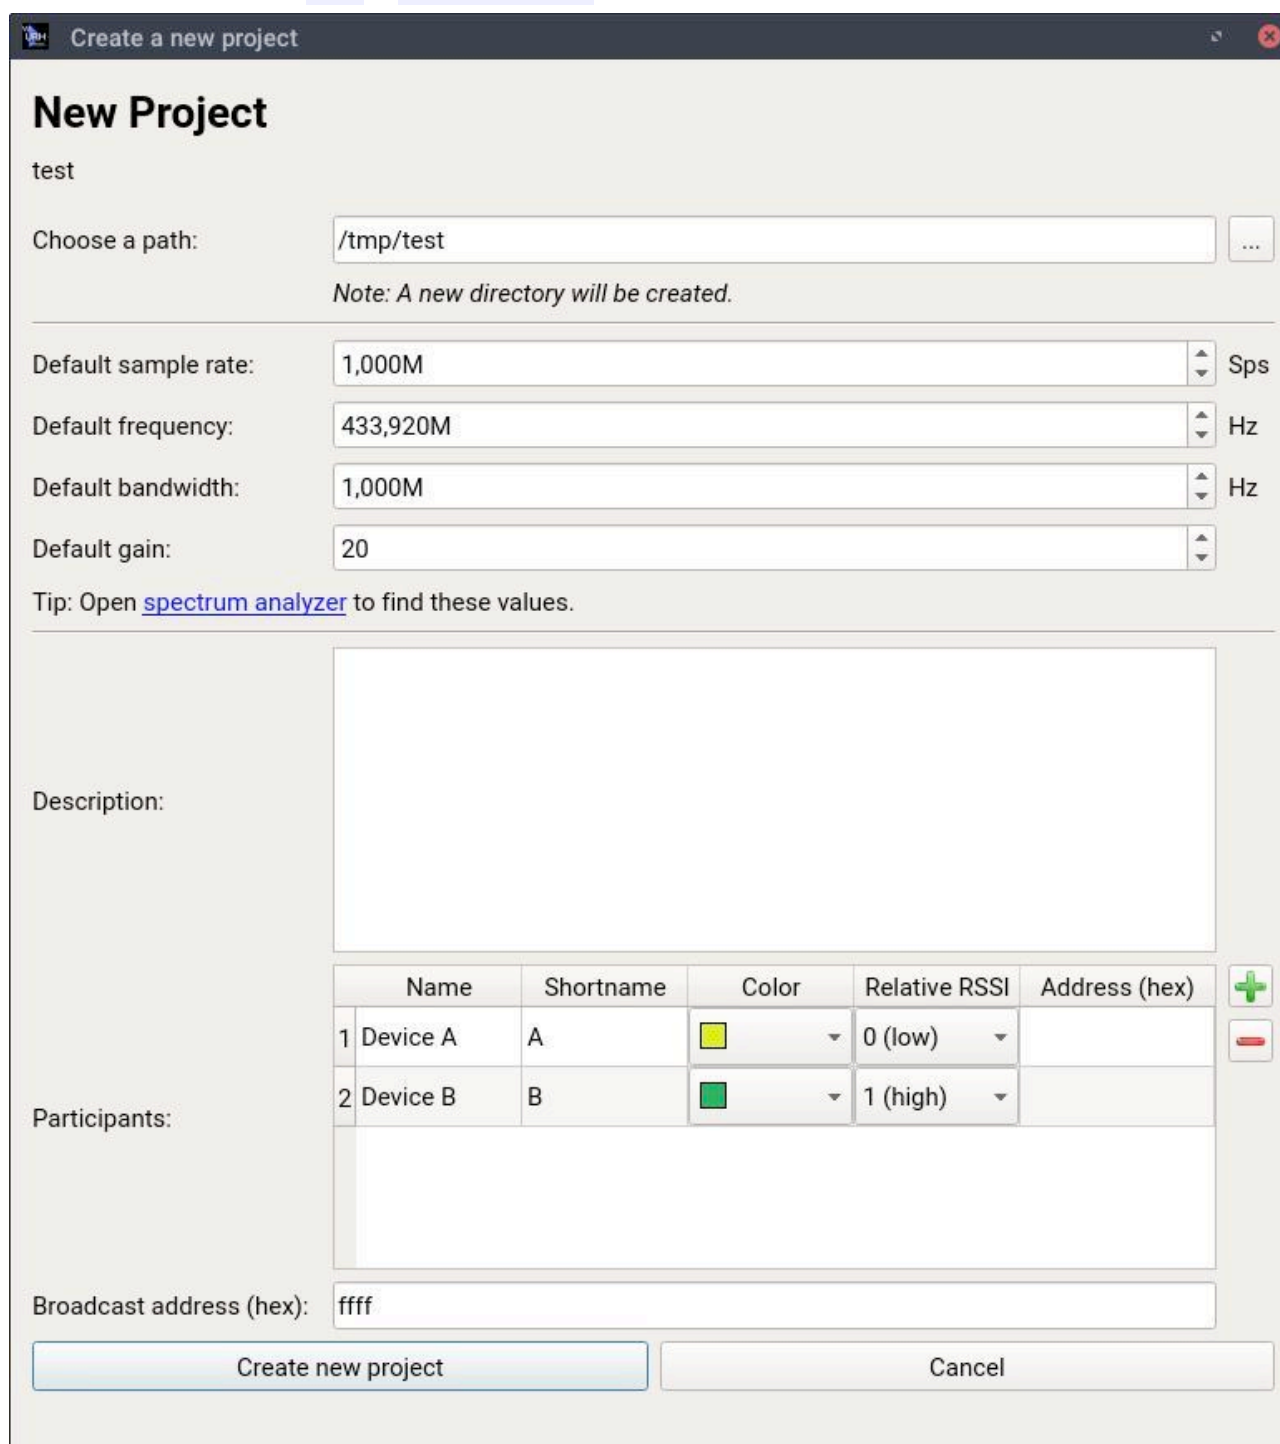 Create a new project
New Project
test
Choose a path: /tmp/test ...
Note: A new directory will be created.
Default sample rate: 1,000M Sps
Default frequency: 433,920M Hz
Default bandwidth: 1,000M Hz
Default gain: 20
Tip: Open spectrum analyzer to find these values.
Description:
Name Shortname Color Relative RSSI Address (hex)
1 Device A A 0 (low)
2 Device B B 1 (high)
Participants:
Broadcast address (hex): ffff
Create new project Cancel